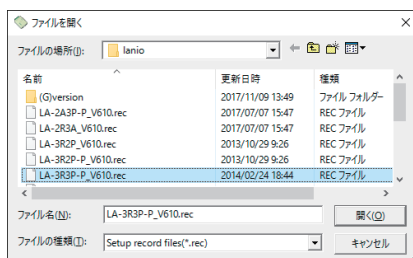 ファイルを開く
ファイルの場所(I): lanio
名前 更新日時 種類
(G)version 2017/11/09 13:49 ファイル フォルダー
LA-2A3P-P_V610.rec 2017/07/07 15:47 REC ファイル
LA-2R3A_V610.rec 2017/07/07 15:47 REC ファイル
LA-3R2P_V610.rec 2013/10/29 9:26 REC ファイル
LA-3R2P-P_V610.rec 2013/10/29 9:26 REC ファイル
LA-3R3P-P_V610.rec 2014/02/24 18:44 REC ファイル
ファイル名(N): LA-3R3P-P_V610.rec 開く(O)
ファイルの種類(T): Setup record files(*.rec) キャンセル